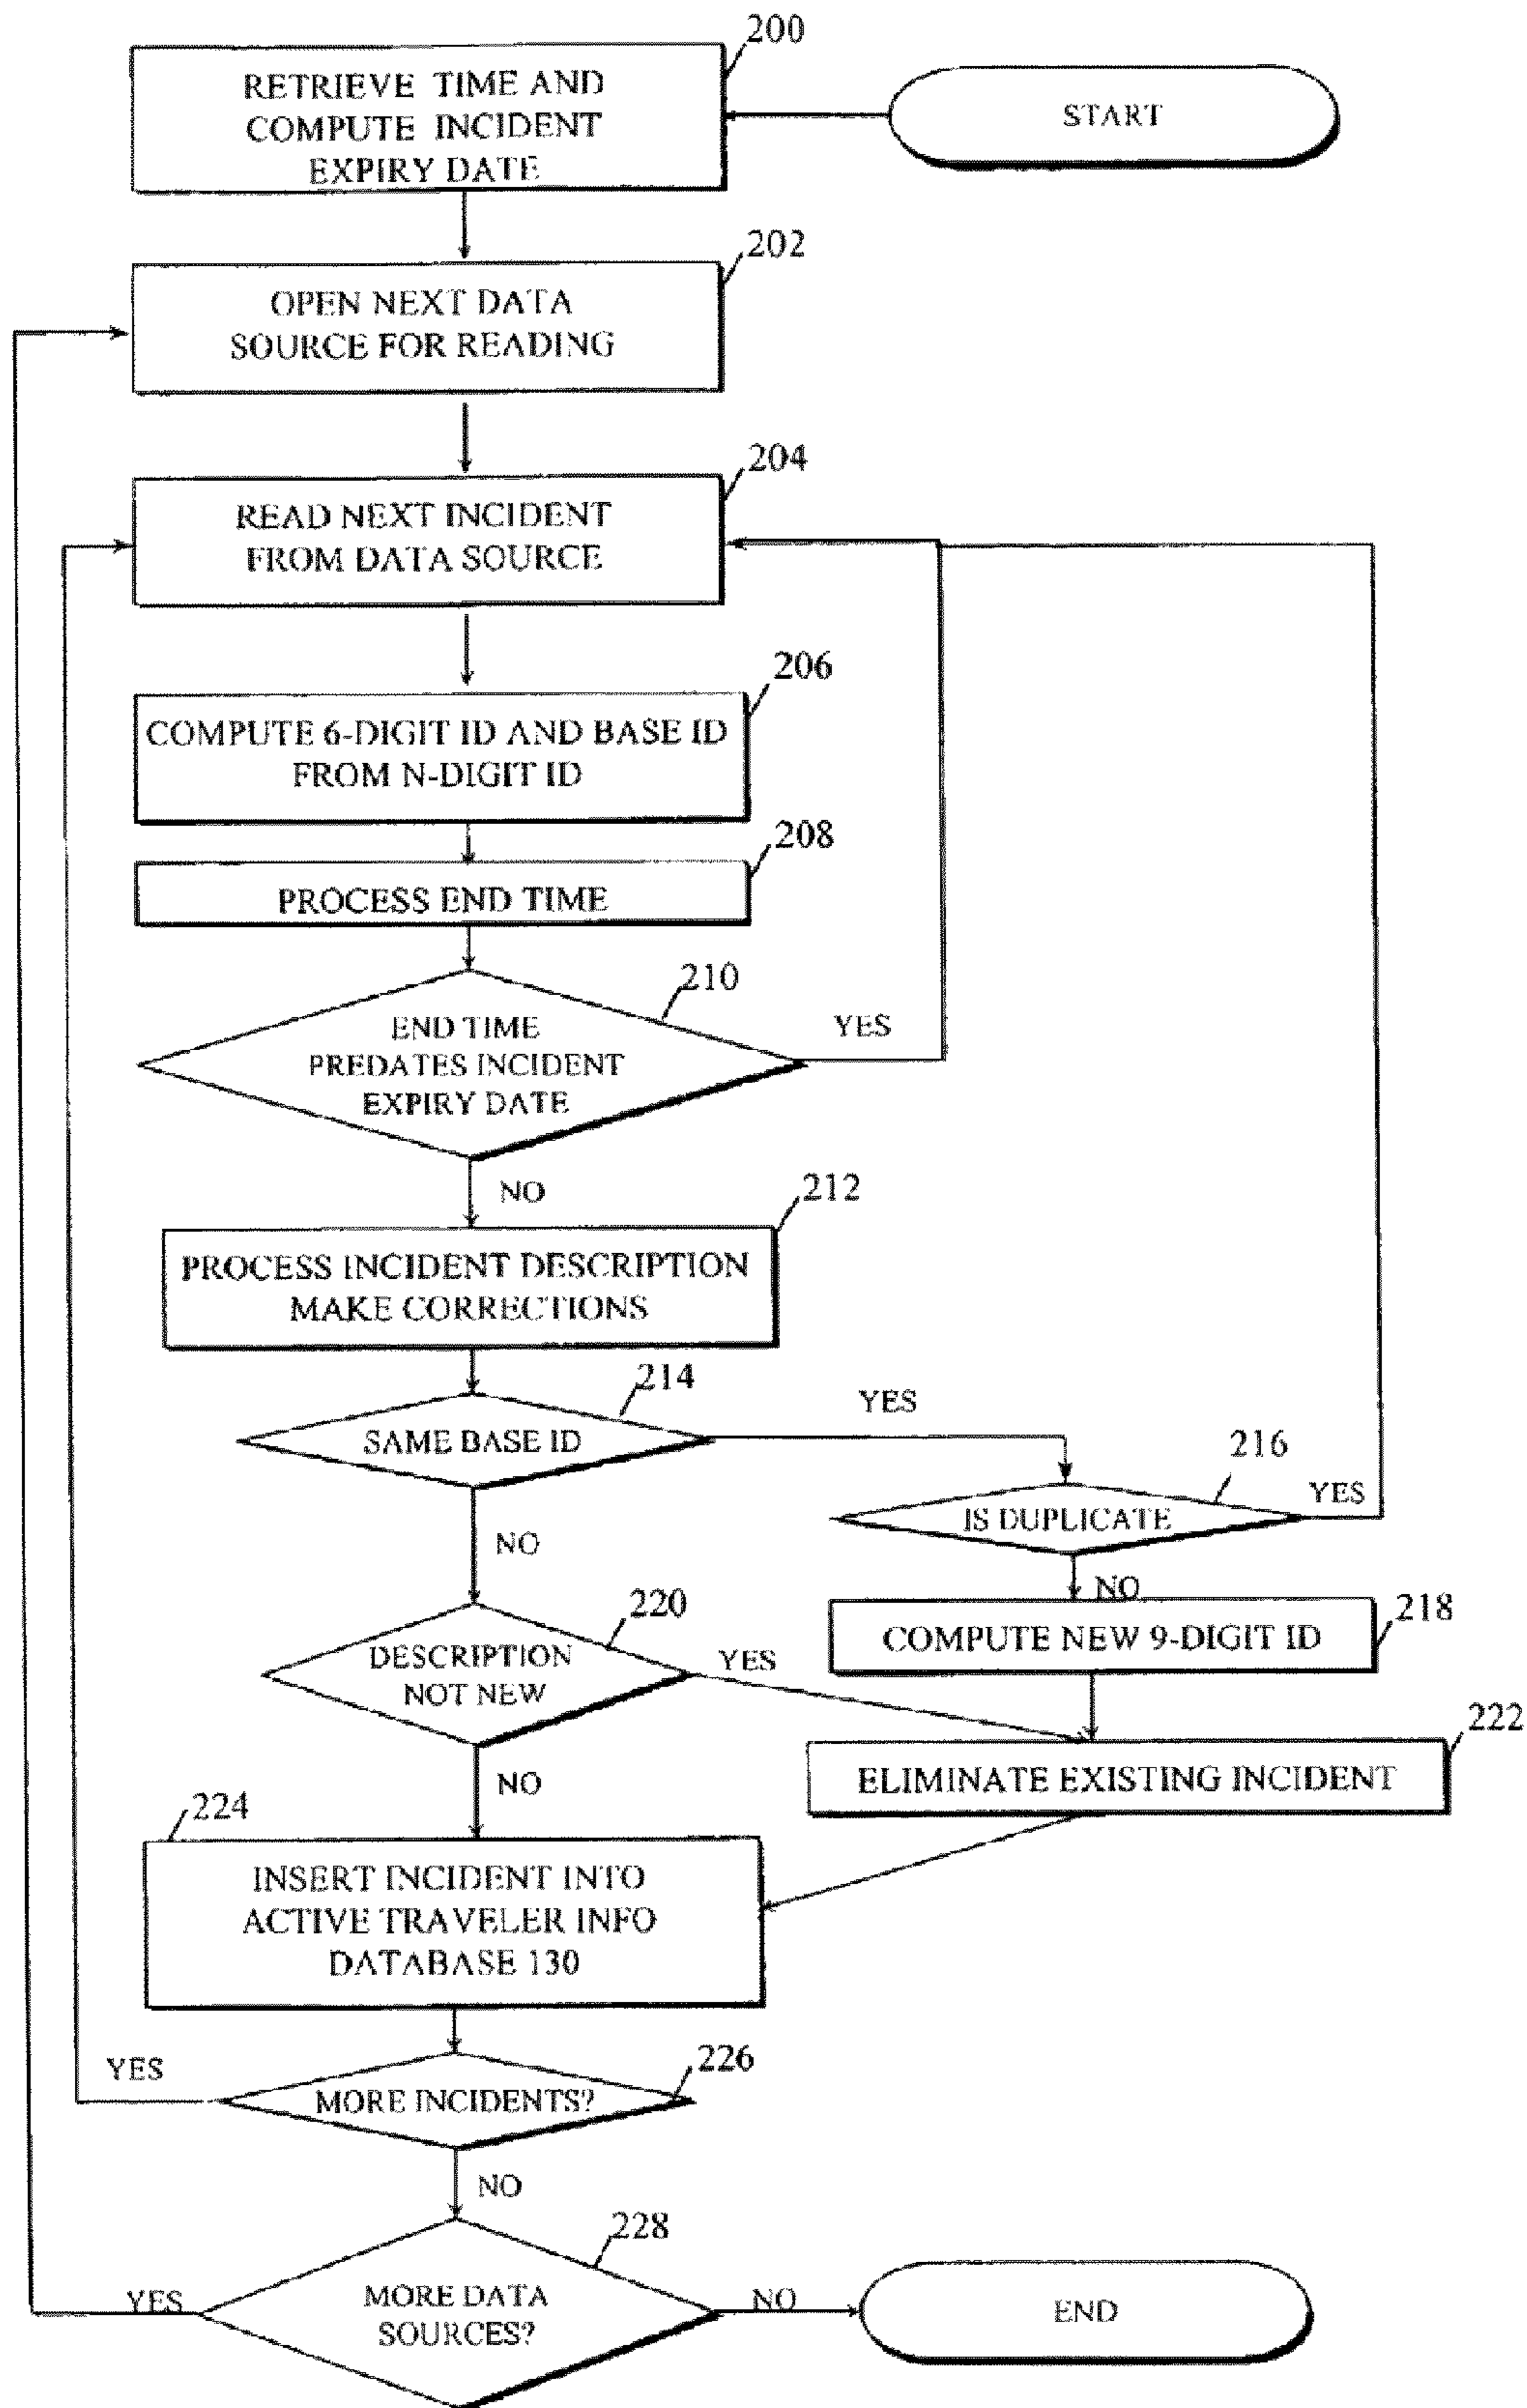 200
RETRIEVE TIME AND
COMPUTE INCIDENT
EXPIRY DATE
START
202
OPEN NEXT DATA
SOURCE FOR READING
204
READ NEXT INCIDENT
FROM DATA SOURCE
206
COMPUTE 6-DIGIT ID AND BASE ID
FROM N-DIGIT ID
208
PROCESS END TIME
210
END TIME
PREDATES INCIDENT
EXPIRY DATE
YES
NO
212
PROCESS INCIDENT DESCRIPTION
MAKE CORRECTIONS
214
SAME BASE ID
YES
216
IS DUPLICATE
YES
NO
NO
218
COMPUTE NEW 9-DIGIT ID
220
DESCRIPTION
NOT NEW
YES
NO
222
ELIMINATE EXISTING INCIDENT
224
INSERT INCIDENT INTO
ACTIVE TRAVELER INFO
DATABASE 130
226
MORE INCIDENTS?
YES
NO
228
MORE DATA
SOURCES?
YES
NO
END